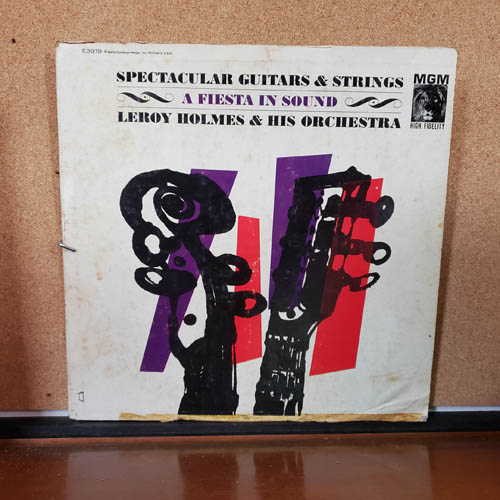 E3919
SPECTACULAR GUITARS & STRINGS
A FIESTA IN SOUND
LEROY HOLMES & HIS ORCHESTRA
MGM
HIGH FIDELITY